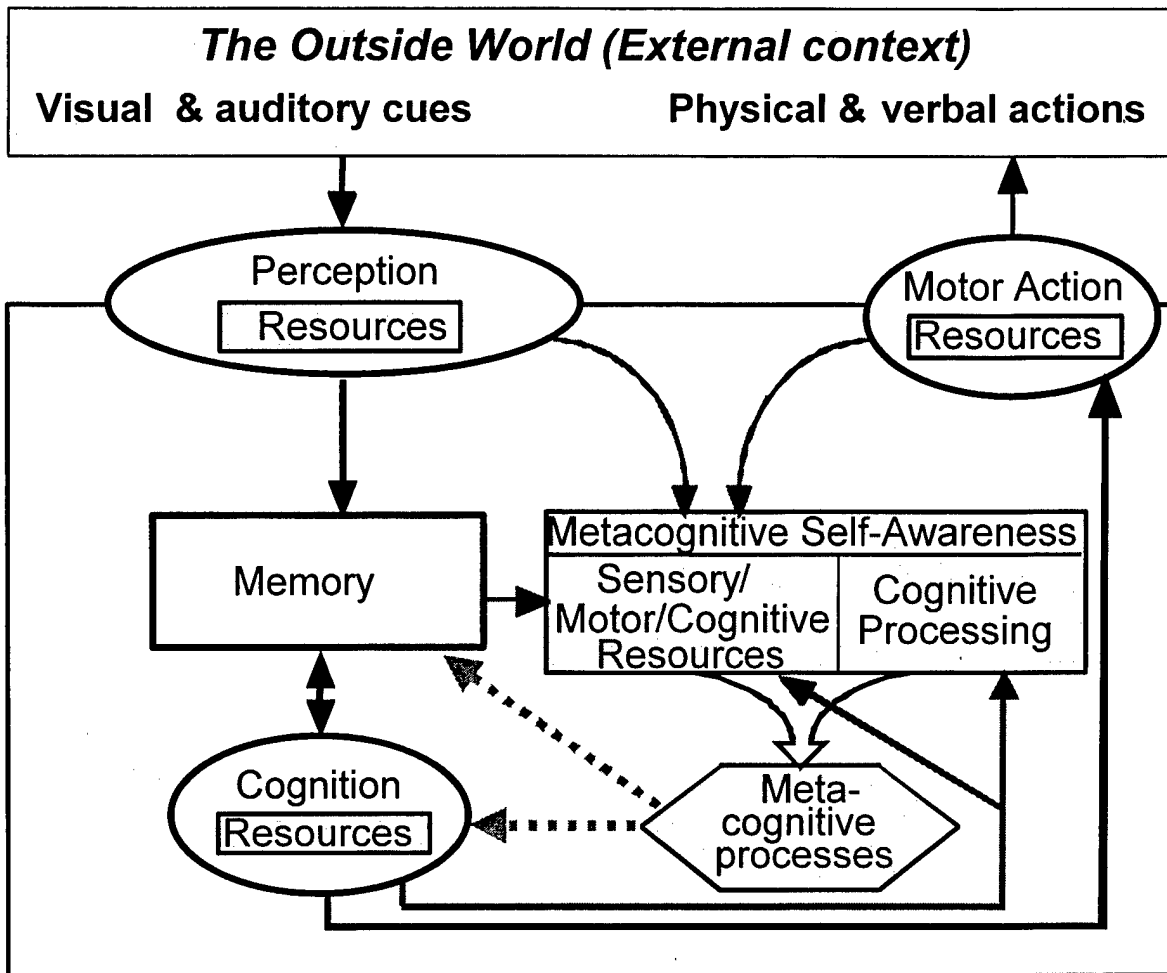 The Outside World (External context)
Visual & auditory cues
Physical & verbal actions
Perception
Resources
Motor Action
Resources
Metacognitive Self-Awareness
Memory
Sensory/
Motor/Cognitive
Resources
Cognitive
Processing
Cognition
Resources
Meta-
cognitive
processes